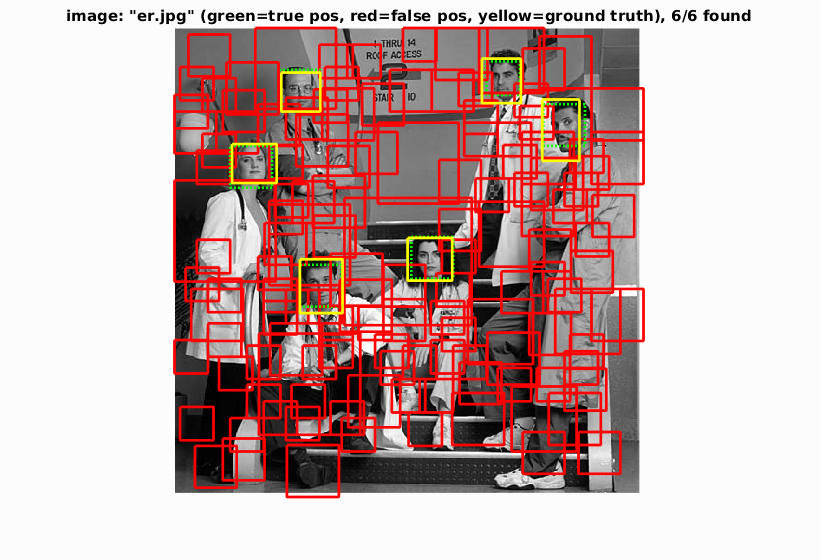 image: "er.jpg" (green=true pos, red=false pos, yellow=ground truth), 6/6 found
1 THRU 14
ROOF ACCESS
2
STAIR 10